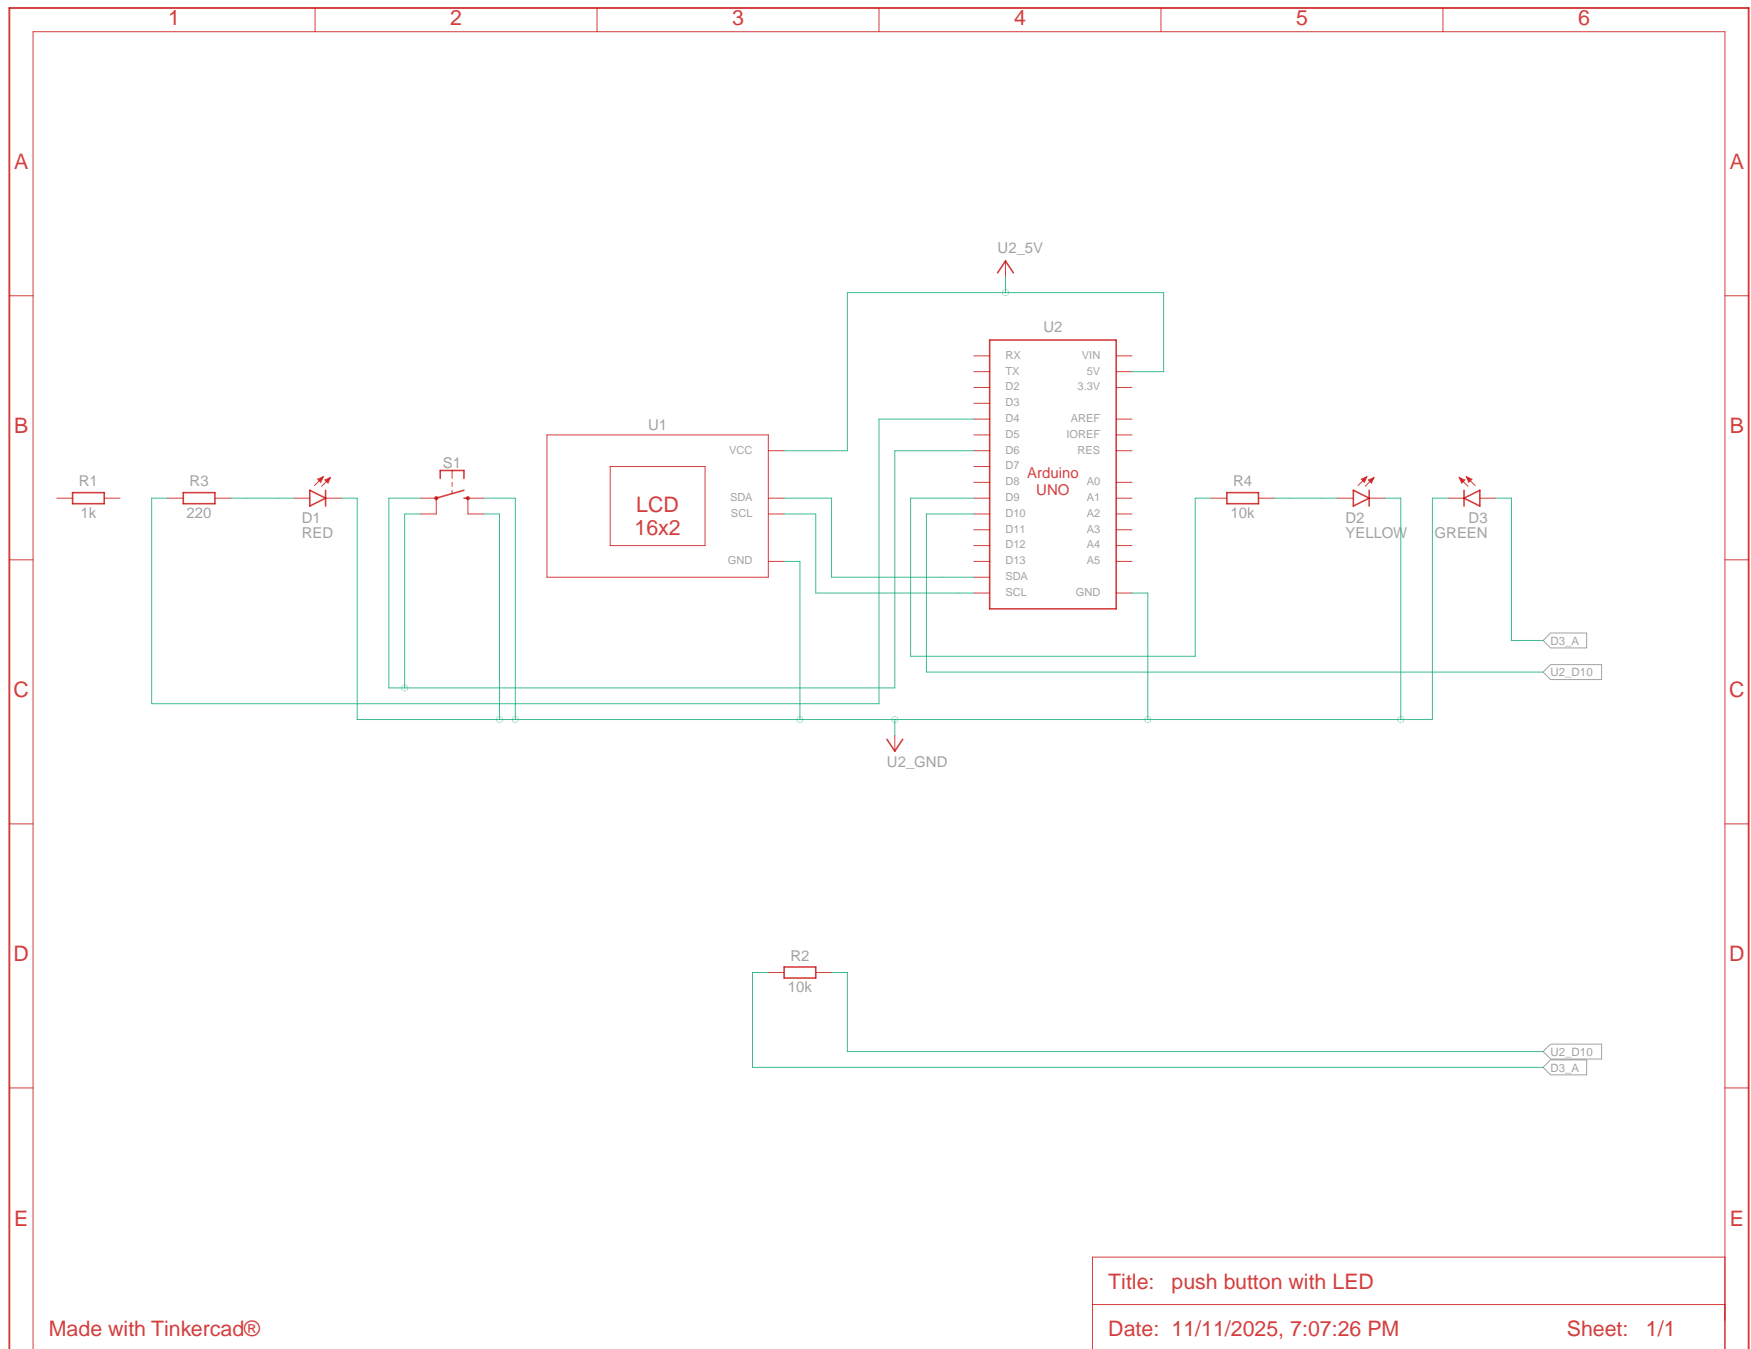 1 2 3 4 5 6
A A
U2_5V
U2
RX VIN
TX 5V
D2 3.3V
D3
D4 AREF
D5 IOREF
D6 RES
D7
D8 A0
D9 A1
D10 A2
D11 A3
D12 A4
D13 A5
SDA
SCL GND
Arduino
UNO
B B
U1
VCC
SDA
SCL
GND
LCD
16x2
R1
1k
R3
220
D1
RED
S1
R4
10k
D2
YELLOW
D3
GREEN
D3_A
U2_D10
C C
U2_GND
D D
R2
10k
U2_D10
D3_A
E E
Title: push button with LED
Made with Tinkercad®
Date: 11/11/2025, 7:07:26 PM Sheet: 1/1